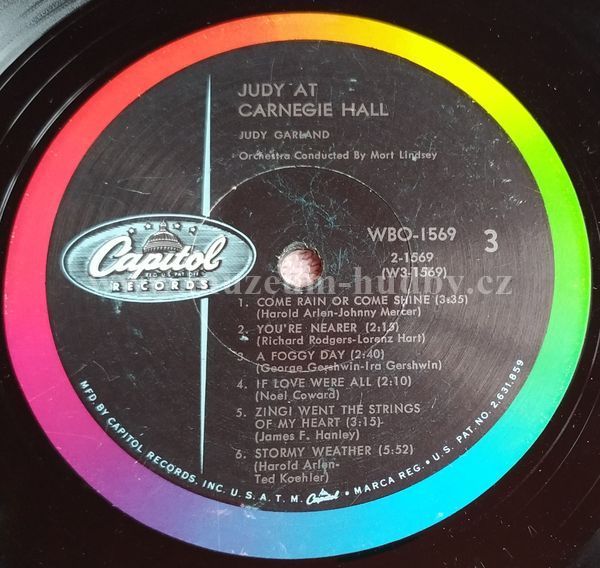 JUDY AT
CARNEGIE HALL
JUDY GARLAND
Orchestra Conducted By Mort Lindsey
WBO-1569
3
2-1569
(W3-1569)
Capitol
REG. U.S. PAT. OFF.
RECORDS
1. COME RAIN OR COME SHINE (3:35)
(Harold Arlen-Johnny Mercer)
2. YOU'RE NEARER (2:15)
(Richard Rodgers-Lorenz Hart)
3. A FOGGY DAY (2:40)
(George Gershwin-Ira Gershwin)
4. IF LOVE WERE ALL (2:10)
(Noel Coward)
5. ZING! WENT THE STRINGS
OF MY HEART (3:15)
(James F. Hanley)
6. STORMY WEATHER (5:52)
(Harold Arlen-
Ted Koehler)
MFD. BY CAPITOL RECORDS, INC. U. S. A. T. M. Capitol • MARCA REG. • U. S. PAT. NO. 2,631,859